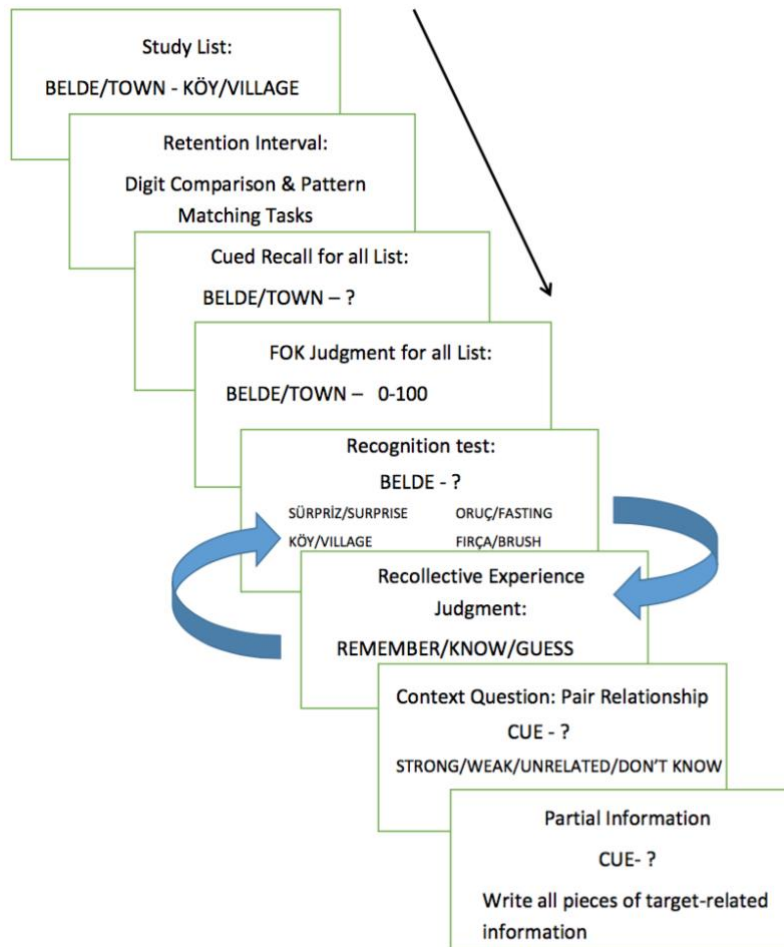 Study List:
BELDE/TOWN - KÖY/VILLAGE
Retention Interval:
Digit Comparison & Pattern
Matching Tasks
Cued Recall for all List:
BELDE/TOWN – ?
FOK Judgment for all List:
BELDE/TOWN – 0-100
Recognition test:
BELDE - ?
SÜRPRİZ/SURPRISE ORUÇ/FASTING
KÖY/VILLAGE FIRÇA/BRUSH
Recollective Experience
Judgment:
REMEMBER/KNOW/GUESS
Context Question: Pair Relationship
CUE - ?
STRONG/WEAK/UNRELATED/DON'T KNOW
Partial Information
CUE- ?
Write all pieces of target-related
information